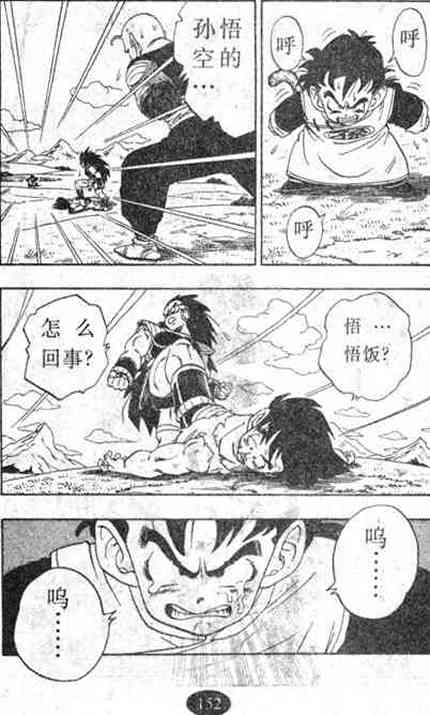 呼
呼
呼
孙悟
空的
…
悟…
悟饭?
怎么
回事?
呜
……
呜
……
152